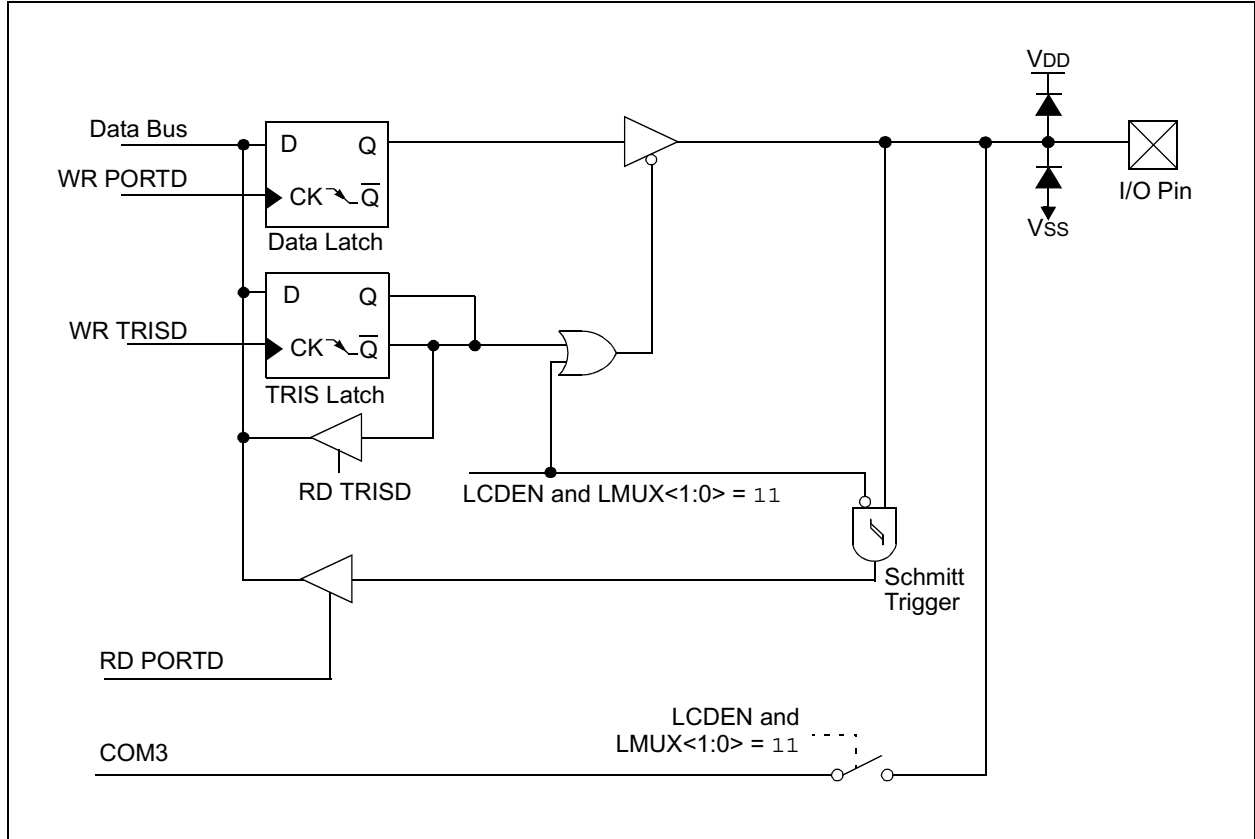 VDD
Data Bus
D Q
WR PORTD
CK Q̅
I/O Pin
Data Latch
VSS
D Q
WR TRISD
CK Q̅
TRIS Latch
RD TRISD
LCDEN and LMUX<1:0> = 11
Schmitt
Trigger
RD PORTD
LCDEN and
LMUX<1:0> = 11
COM3